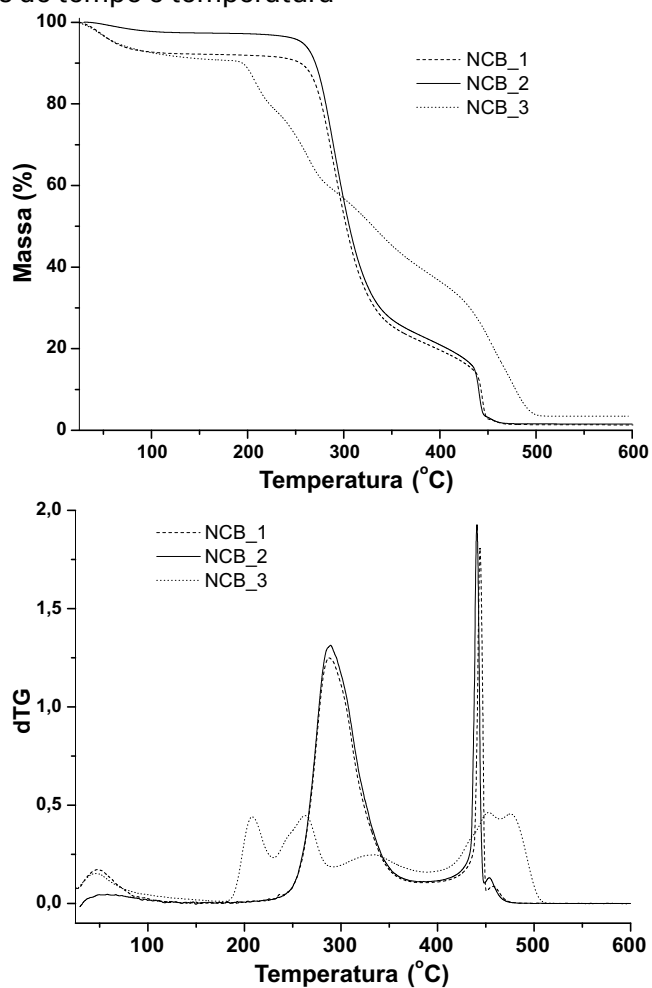 de tempo e temperatura
100
80
60
40
20
0
Massa (%)
NCB_1
NCB_2
NCB_3
100 200 300 400 500 600
Temperatura (°C)
2,0
1,5
1,0
0,5
0,0
dTG
NCB_1
NCB_2
NCB_3
100 200 300 400 500 600
Temperatura (°C)